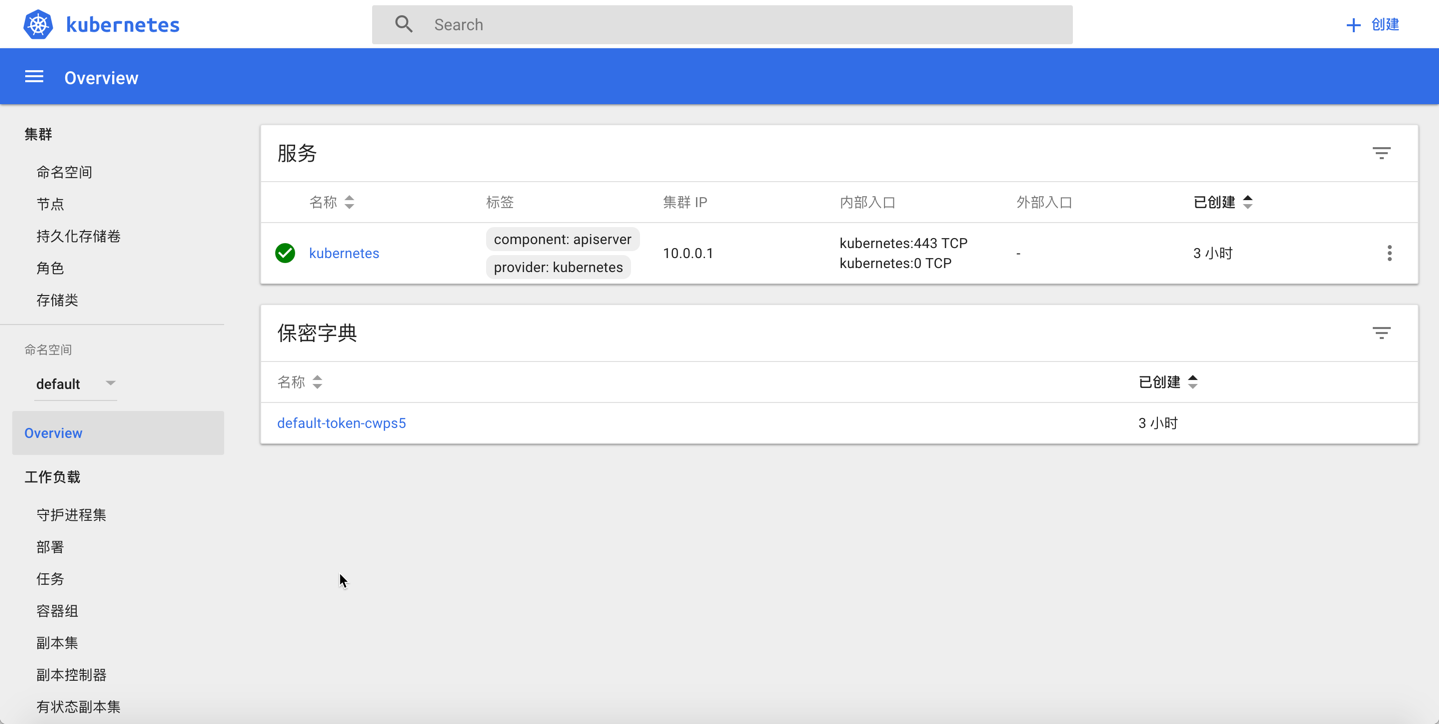 kubernetes
Search
创建
Overview
集群
命名空间
节点
持久化存储卷
角色
存储类
命名空间
default
Overview
工作负载
守护进程集
部署
任务
容器组
副本集
副本控制器
有状态副本集
服务
名称 标签 集群 IP 内部入口 外部入口 已创建
kubernetes component: apiserver 10.0.0.1 kubernetes:443 TCP - 3 小时
provider: kubernetes kubernetes:0 TCP
保密字典
名称 已创建
default-token-cwps5 3 小时